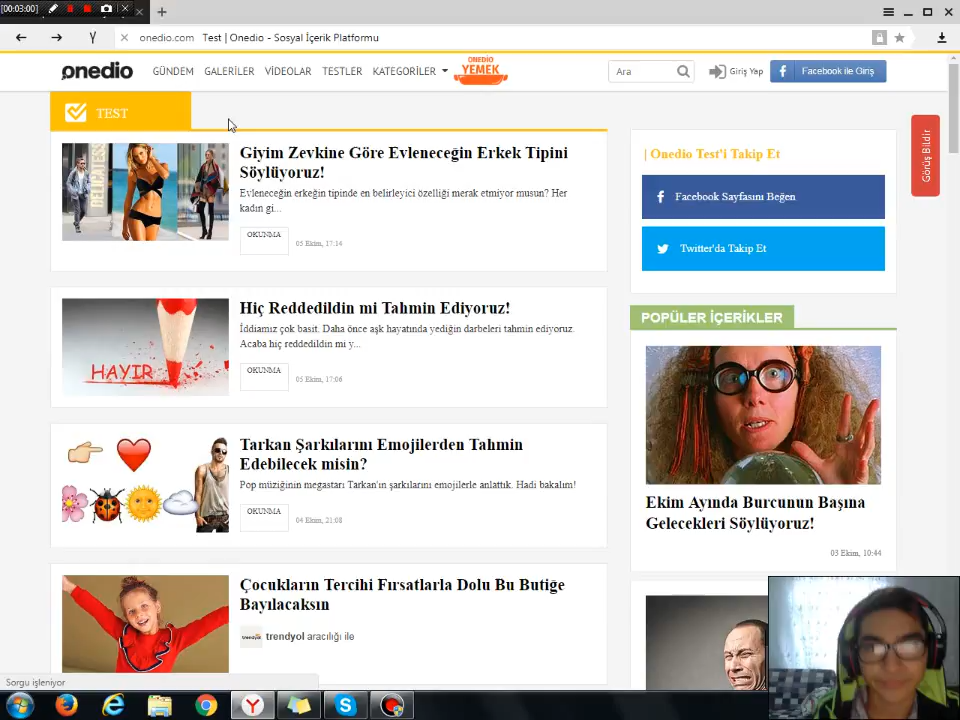 [00:03:00]
onedio.com Test | Onedio - Sosyal İçerik Platformu
onedio GÜNDEM GALERİLER VİDEOLAR TESTLER KATEGORİLER ONEDIO YEMEK Ara Giriş Yap Facebook ile Giriş
TEST
Giyim Zevkine Göre Evleneceğin Erkek Tipini
Söylüyoruz!
Evleneceğin erkeğin tipinde en belirleyici özelliği merak etmiyor musun? Her
kadın gi...
OKUNMA 05 Ekim, 17:14
DELICATES
Hiç Reddedildin mi Tahmin Ediyoruz!
İddiamız çok basit. Daha önce aşk hayatında yediğin darbeleri tahmin ediyoruz.
Acaba hiç reddedildin mi y...
OKUNMA 05 Ekim, 17:06
HAYIR
Tarkan Şarkılarını Emojilerden Tahmin
Edebilecek misin?
Pop müziğinin megastarı Tarkan'ın şarkılarını emojilerle anlattık. Hadi bakalım!
OKUNMA 04 Ekim, 21:08
Çocukların Tercihi Fırsatlarla Dolu Bu Butiğe
Bayılacaksın
trendyol trendyol aracılığı ile
| Onedio Test'i Takip Et
Facebook Sayfasını Beğen
Twitter'da Takip Et
POPÜLER İÇERİKLER
Ekim Ayında Burcunun Başına
Gelecekleri Söylüyoruz!
03 Ekim, 10:44
Görüş Bildir
Sorgu işleniyor